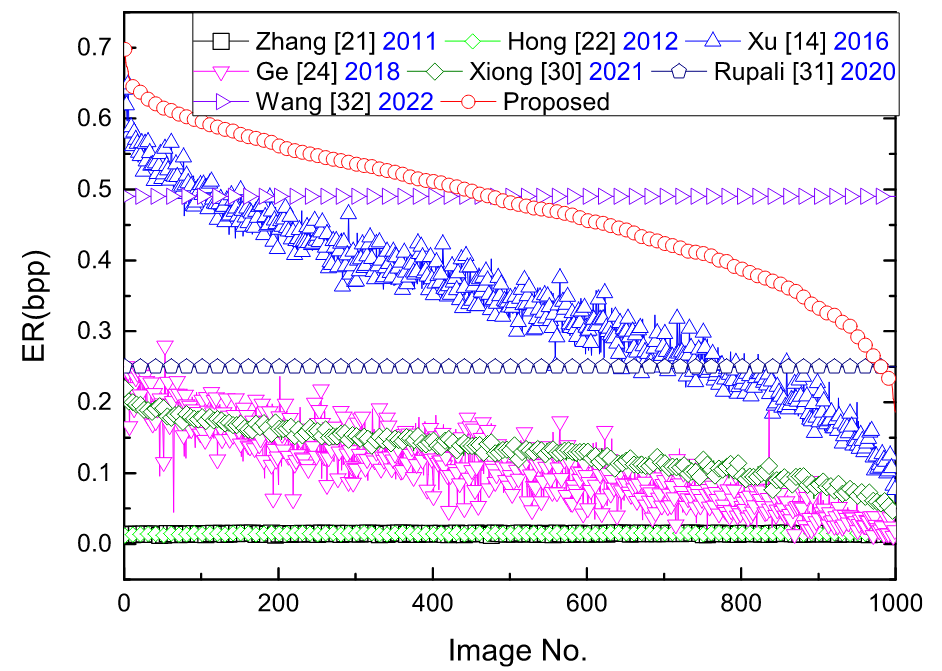 Zhang [21] 2011 Hong [22] 2012 Xu [14] 2016
Ge [24] 2018 Xiong [30] 2021 Rupali [31] 2020
Wang [32] 2022 Proposed
ER(bpp)
0.7
0.6
0.5
0.4
0.3
0.2
0.1
0.0
0 200 400 600 800 1000
Image No.